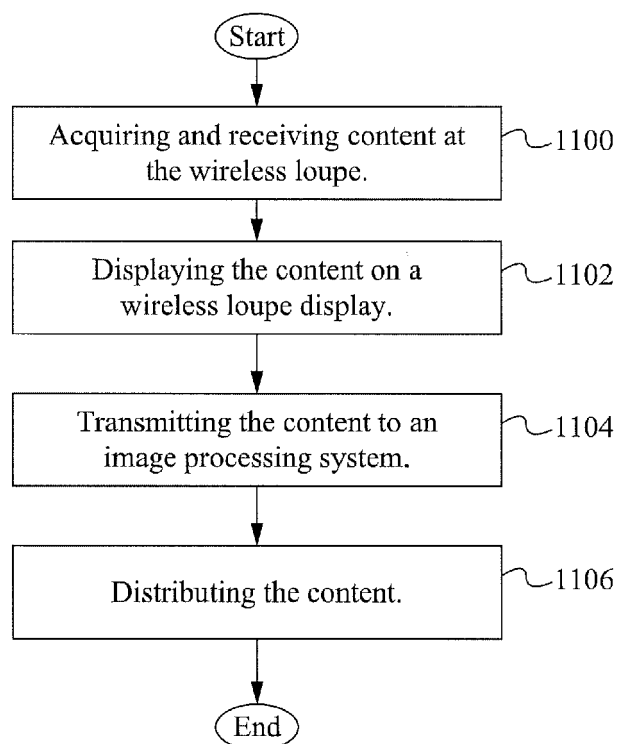 Start
Acquiring and receiving content at
the wireless loupe.
1100
Displaying the content on a
wireless loupe display.
1102
Transmitting the content to an
image processing system.
1104
Distributing the content.
1106
End